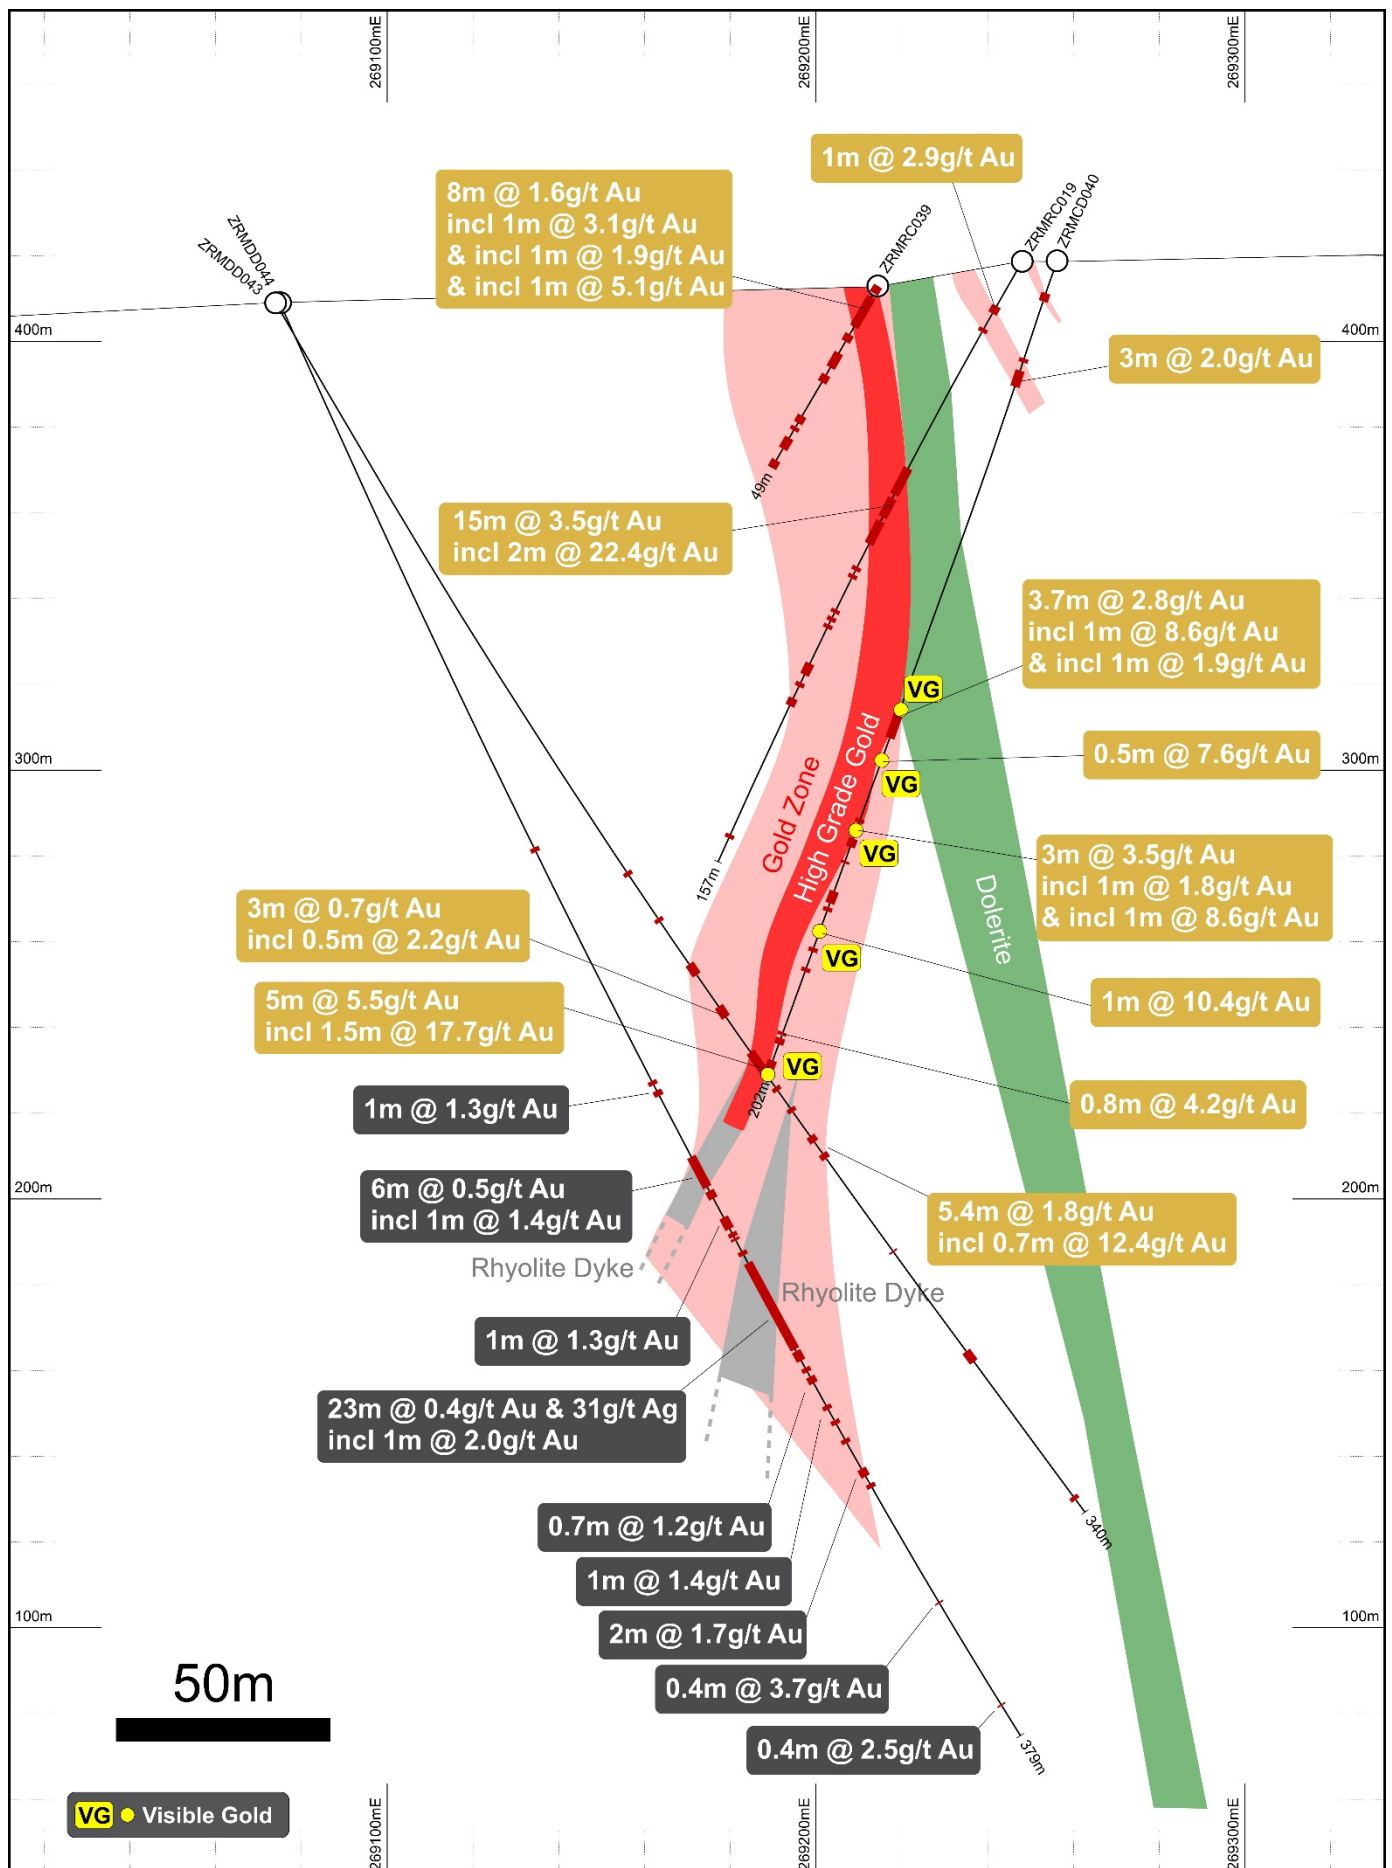 269100mE
269200mE
269300mE
1m @ 2.9g/t Au
8m @ 1.6g/t Au
incl 1m @ 3.1g/t Au
& incl 1m @ 1.9g/t Au
& incl 1m @ 5.1g/t Au
ZRMDD044
ZRMDD043
ZRMRC039
ZRMRC019
ZRMCD040
400m
400m
3m @ 2.0g/t Au
49m
15m @ 3.5g/t Au
incl 2m @ 22.4g/t Au
3.7m @ 2.8g/t Au
incl 1m @ 8.6g/t Au
& incl 1m @ 1.9g/t Au
VG
300m
300m
0.5m @ 7.6g/t Au
VG
Gold Zone
High Grade Gold
VG
3m @ 3.5g/t Au
incl 1m @ 1.8g/t Au
& incl 1m @ 8.6g/t Au
157m
Dolerite
3m @ 0.7g/t Au
incl 0.5m @ 2.2g/t Au
VG
5m @ 5.5g/t Au
incl 1.5m @ 17.7g/t Au
1m @ 10.4g/t Au
VG
202m
1m @ 1.3g/t Au
0.8m @ 4.2g/t Au
200m
200m
6m @ 0.5g/t Au
incl 1m @ 1.4g/t Au
5.4m @ 1.8g/t Au
incl 0.7m @ 12.4g/t Au
Rhyolite Dyke
Rhyolite Dyke
1m @ 1.3g/t Au
23m @ 0.4g/t Au & 31g/t Ag
incl 1m @ 2.0g/t Au
0.7m @ 1.2g/t Au
340m
1m @ 1.4g/t Au
100m
100m
2m @ 1.7g/t Au
0.4m @ 3.7g/t Au
50m
0.4m @ 2.5g/t Au
379m
VG Visible Gold
269100mE
269200mE
269300mE